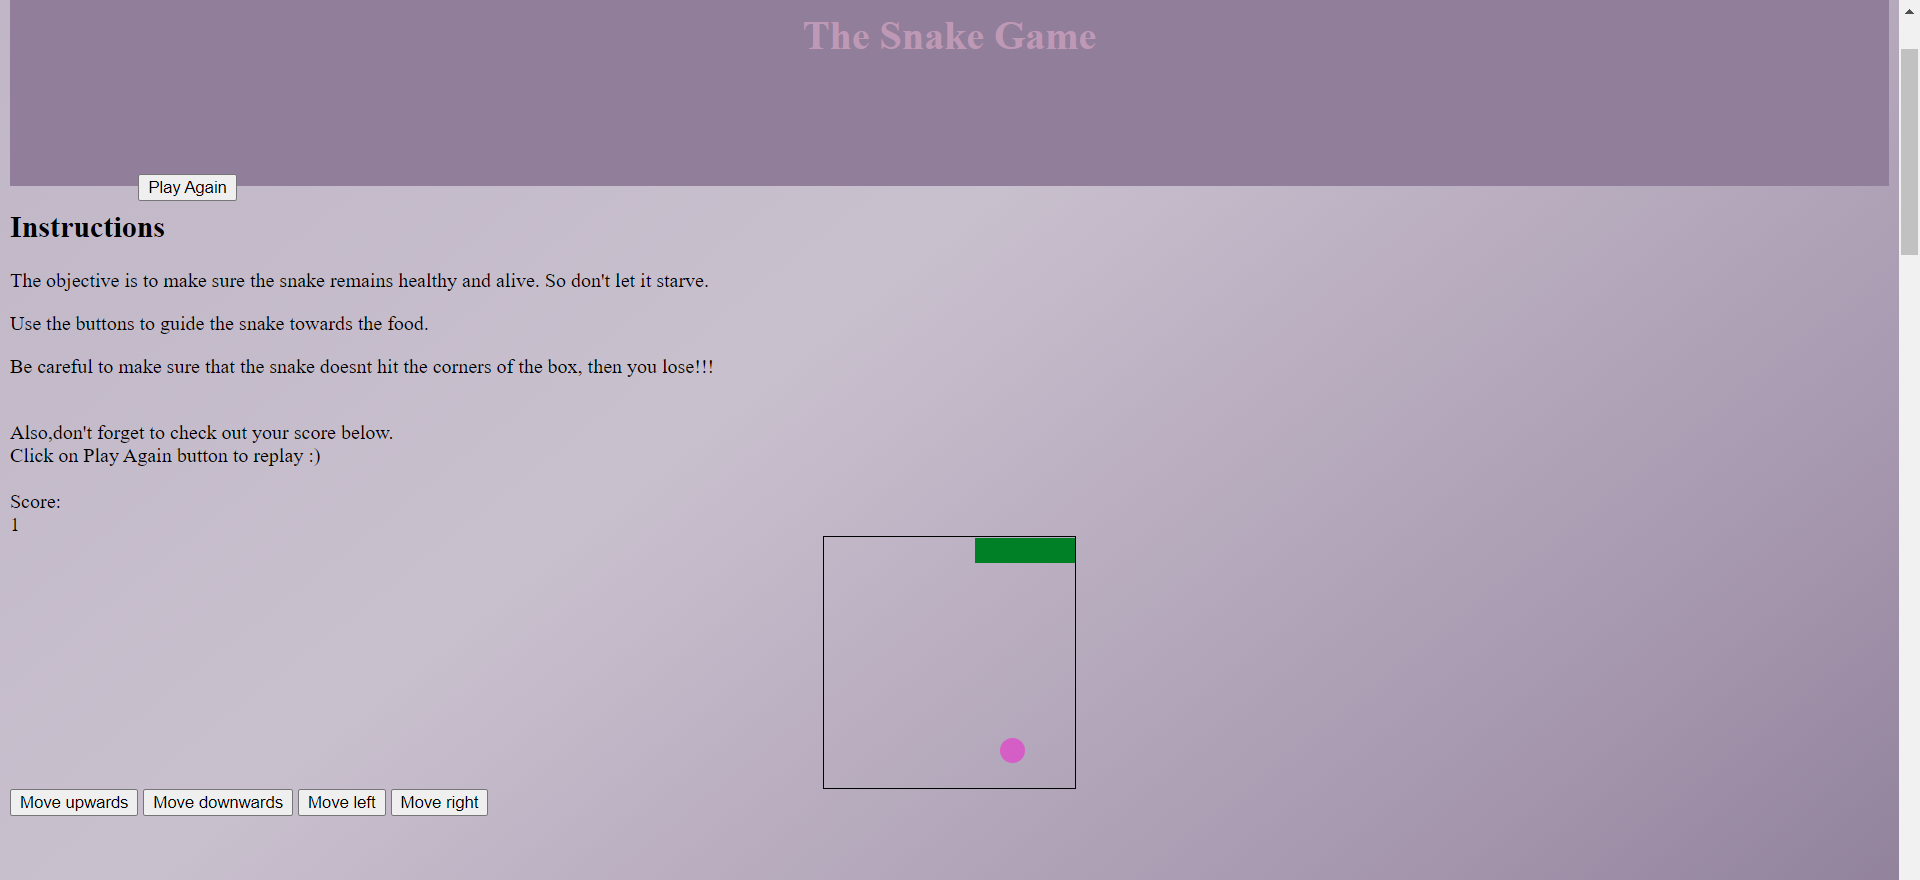 The Snake Game
Play Again
Instructions
The objective is to make sure the snake remains healthy and alive. So don't let it starve.
Use the buttons to guide the snake towards the food.
Be careful to make sure that the snake doesnt hit the corners of the box, then you lose!!!
Also,don't forget to check out your score below.
Click on Play Again button to replay :)
Score:
1
Move upwards Move downwards Move left Move right